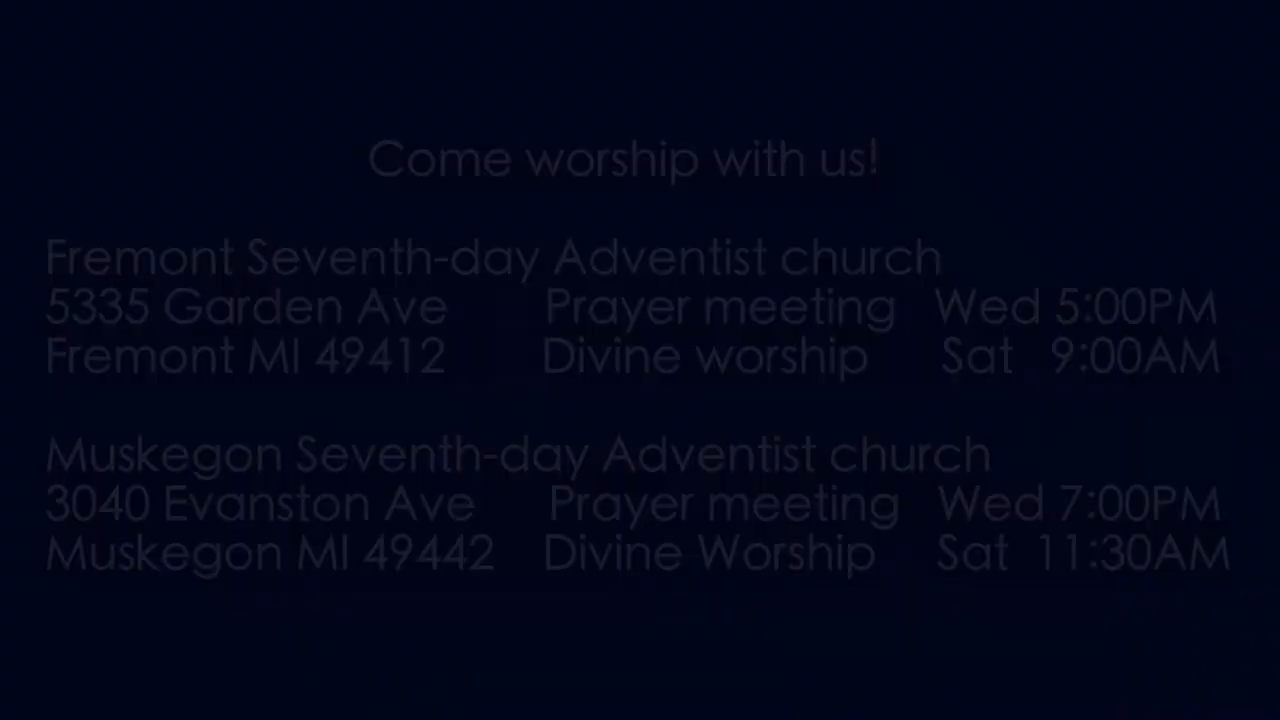 Come worship with us!
Fremont Seventh-day Adventist church
5335 Garden Ave Prayer meeting Wed 5:00PM
Fremont MI 49412 Divine worship Sat 9:00AM
Muskegon Seventh-day Adventist church
3040 Evanston Ave Prayer meeting Wed 7:00PM
Muskegon MI 49442 Divine Worship Sat 11:30AM